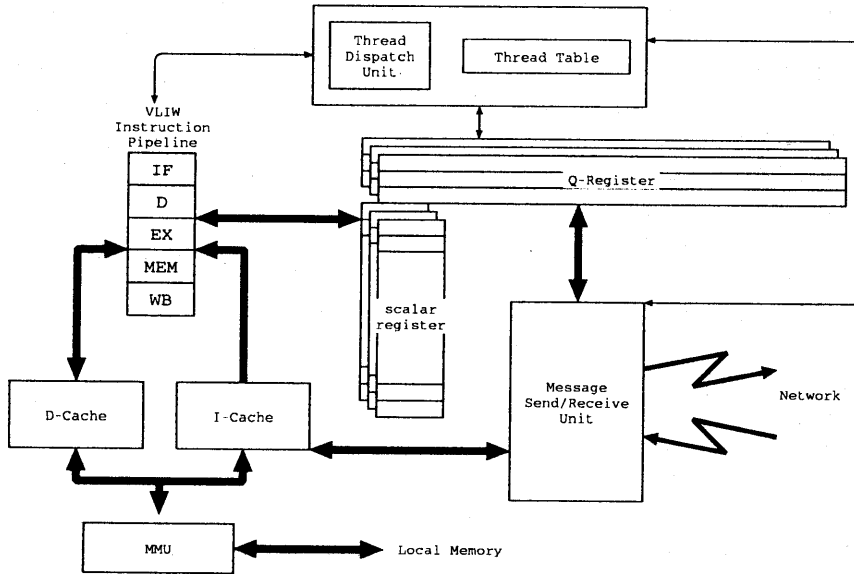 Thread
Dispatch
Unit
Thread Table
VLIW
Instruction
Pipeline
IF
D
EX
MEM
WB
Q-Register
scalar
register
D-Cache
I-Cache
Message
Send/Receive
Unit
Network
MMU
Local Memory